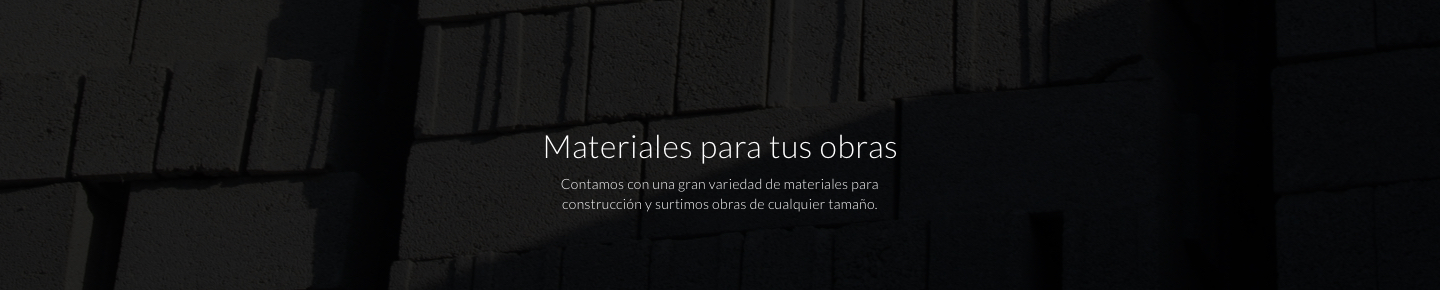 Materiales para tus obras
Contamos con una gran variedad de materiales para
construcción y surtimos obras de cualquier tamaño.